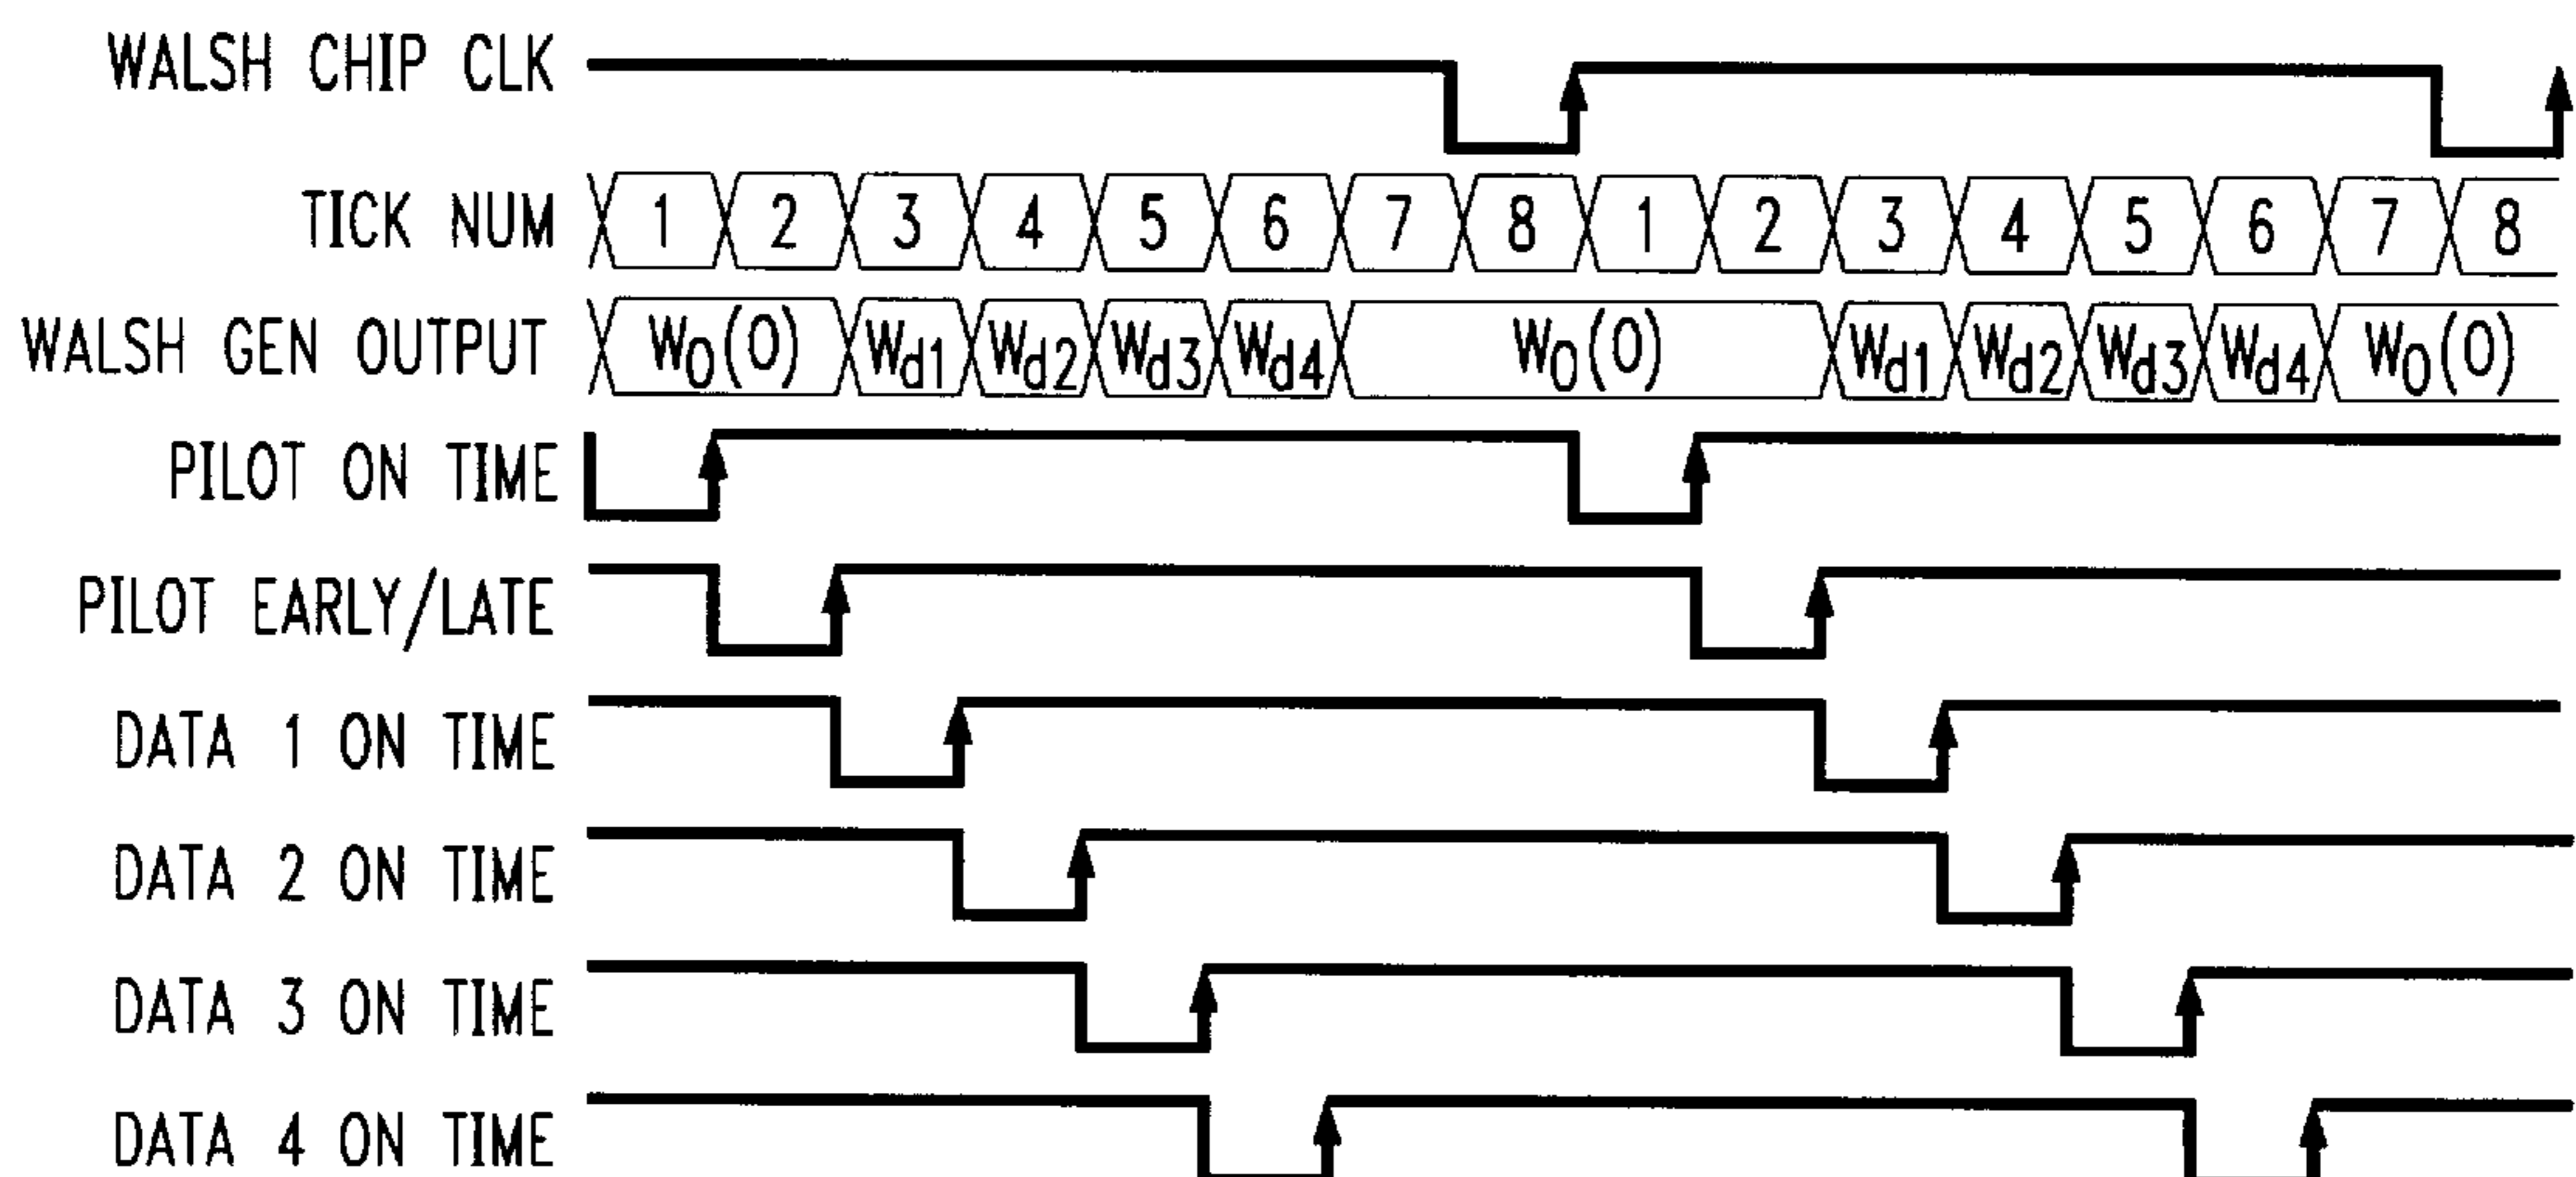 WALSH CHIP CLK
TICK NUM 1 2 3 4 5 6 7 8 1 2 3 4 5 6 7 8
WALSH GEN OUTPUT W0(0) Wd1 Wd2 Wd3 Wd4 W0(0) Wd1 Wd2 Wd3 Wd4 W0(0)
PILOT ON TIME
PILOT EARLY/LATE
DATA 1 ON TIME
DATA 2 ON TIME
DATA 3 ON TIME
DATA 4 ON TIME